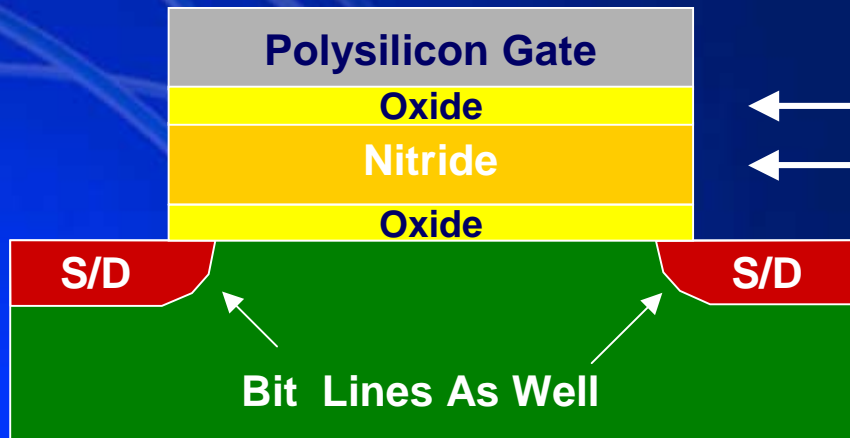 Polysilicon Gate
Oxide
Nitride
Oxide
S/D S/D
Bit Lines As Well